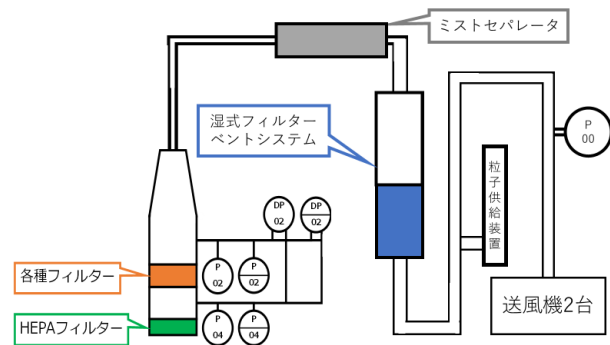 ミストセパレータ
湿式フィルター
ベントシステム
P
00
粒子供給装置
DP
02
DP
02
各種フィルター
P
02
P
02
送風機2台
HEPAフィルター
P
04
P
04